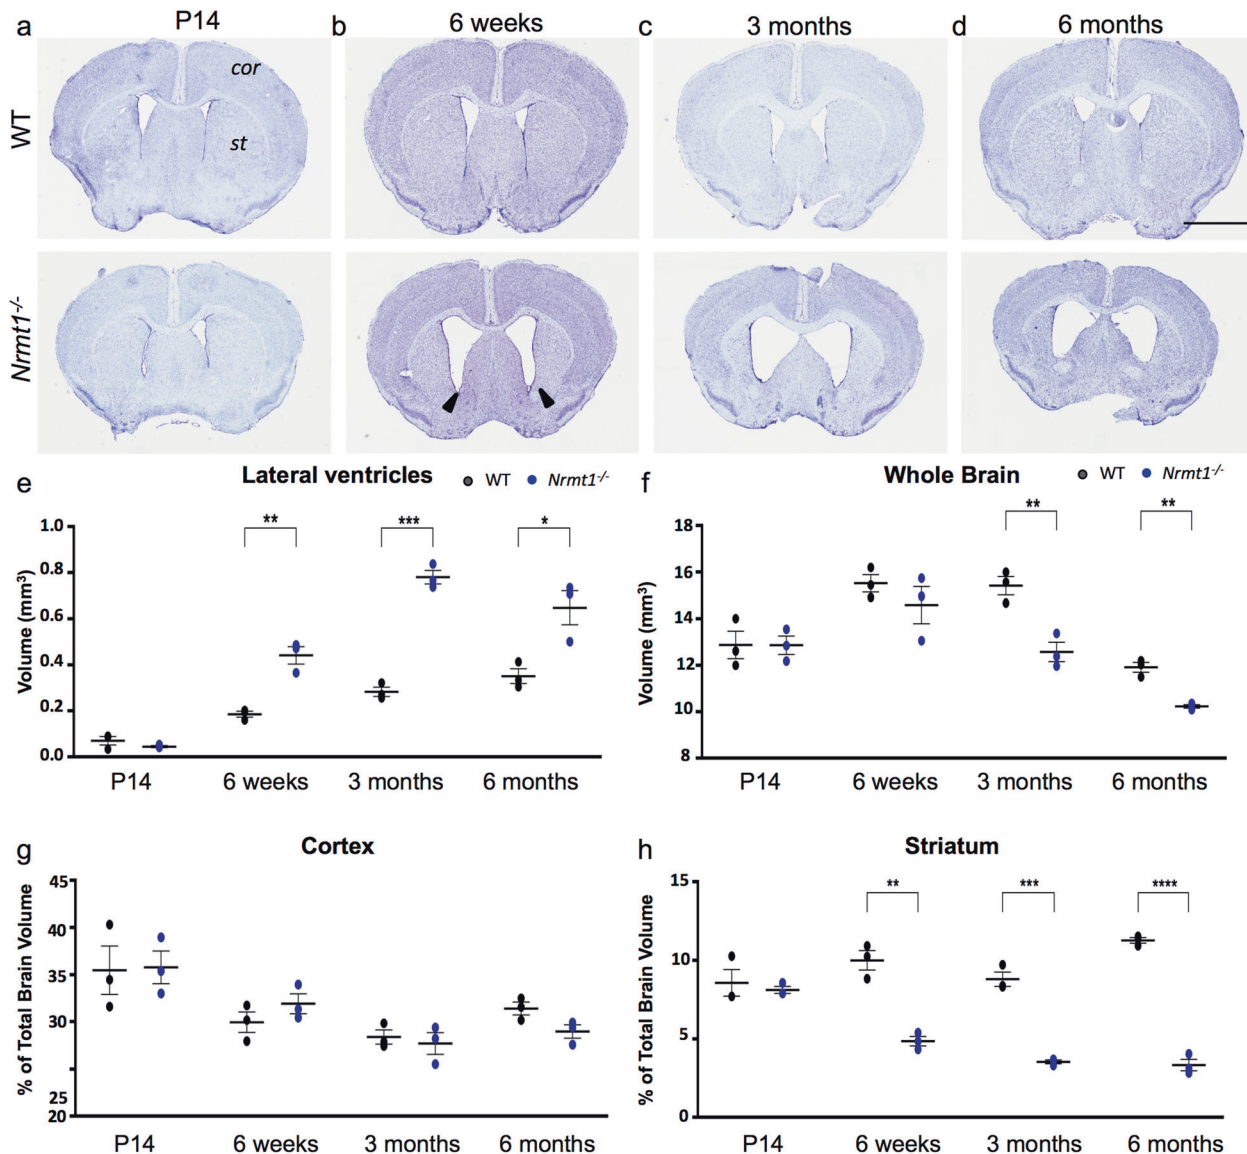 a P14 b 6 weeks c 3 months d 6 months
WT
cor
st
Nrmt1-/-
e Lateral ventricles WT Nrmt1-/-
Volume (mm3)
1.0
0.8
0.6
0.4
0.2
0.0
** *** *
P14 6 weeks 3 months 6 months
f Whole Brain WT Nrmt1-/-
Volume (mm3)
18
16
14
12
10
8
** **
P14 6 weeks 3 months 6 months
g Cortex
% of Total Brain Volume
45
40
35
30
25
20
P14 6 weeks 3 months 6 months
h Striatum
% of Total Brain Volume
15
10
5
0
** *** ****
P14 6 weeks 3 months 6 months